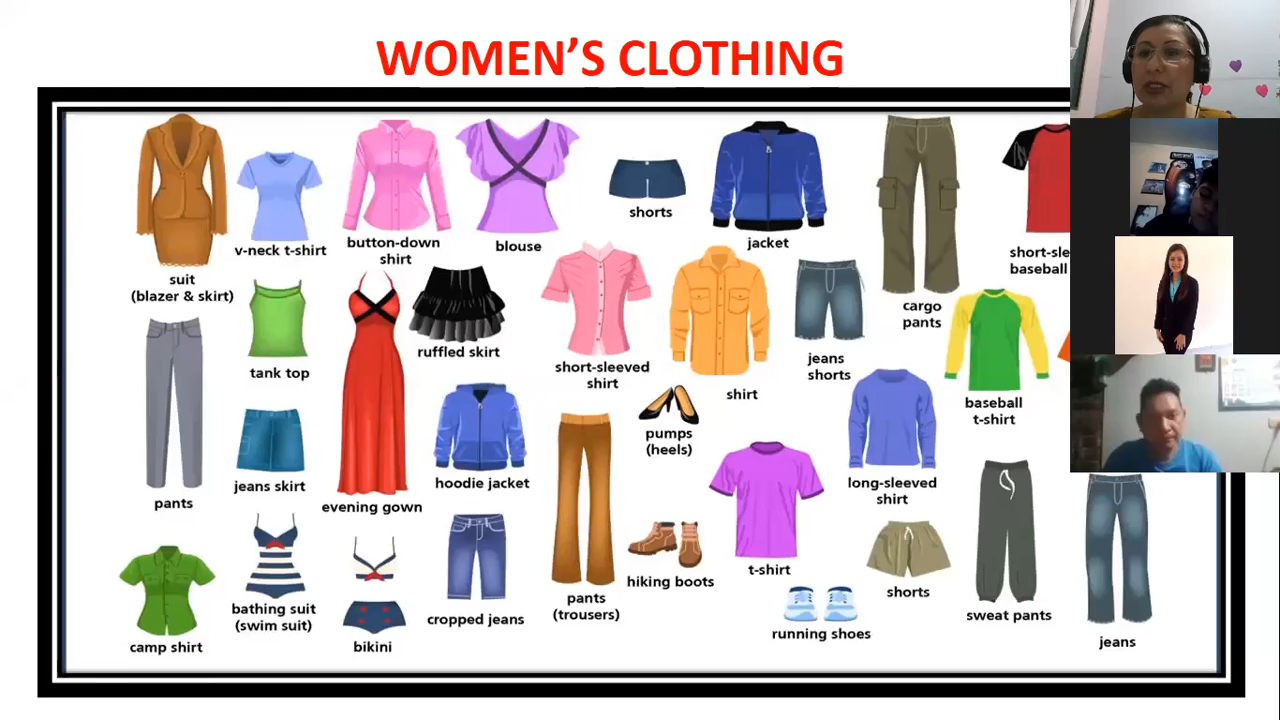 WOMEN'S CLOTHING
suit
(blazer & skirt)
v-neck t-shirt
button-down
shirt
blouse
shorts
jacket
cargo
pants
short-sle
baseball
pants
tank top
evening gown
ruffled skirt
short-sleeved
shirt
shirt
jeans
shorts
baseball
t-shirt
jeans skirt
hoodie jacket
pumps
(heels)
long-sleeved
shirt
camp shirt
bathing suit
(swim suit)
bikini
cropped jeans
pants
(trousers)
hiking boots
t-shirt
running shoes
shorts
sweat pants
jeans